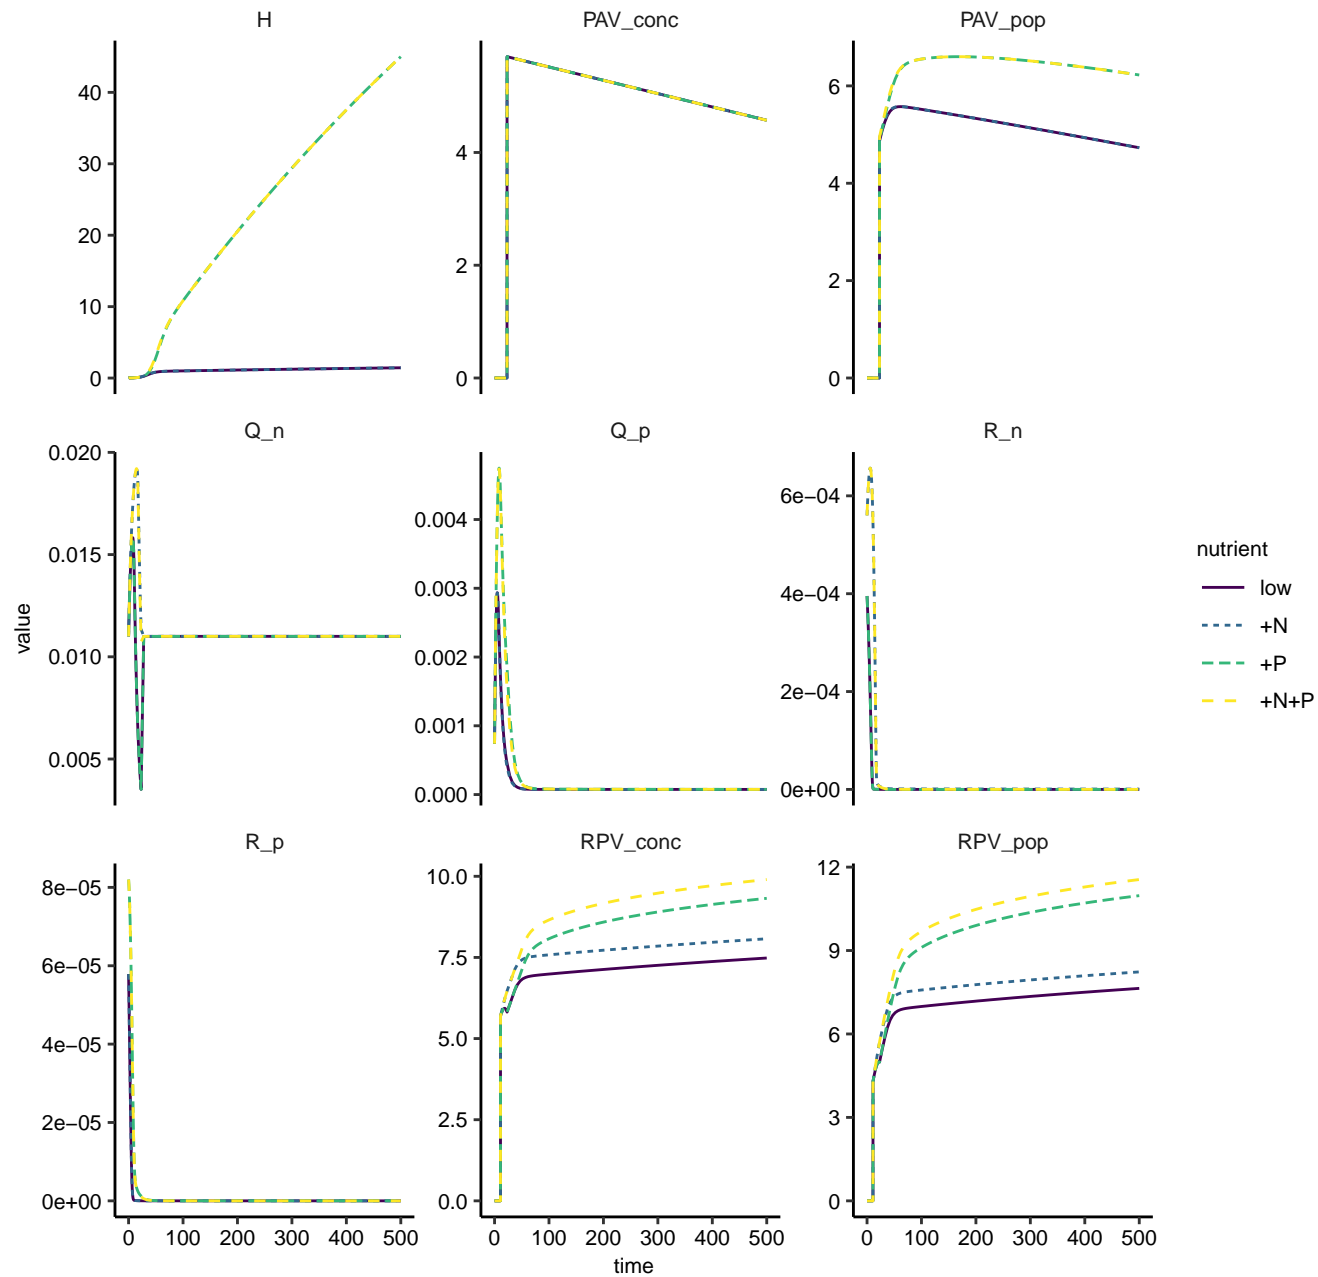 H
PAV_conc
PAV_pop
40
30
20
10
0
4
2
0
6
4
2
0
Q_n
Q_p
R_n
0.020
0.015
0.010
0.005
0.004
0.003
0.002
0.001
0.000
6e−04
4e−04
2e−04
0e+00
value
R_p
RPV_conc
RPV_pop
8e−05
6e−05
4e−05
2e−05
0e+00
10.0
7.5
5.0
2.5
0.0
12
9
6
3
0
0 100 200 300 400 500
0 100 200 300 400 500
0 100 200 300 400 500
time
nutrient
low
+N
+P
+N+P